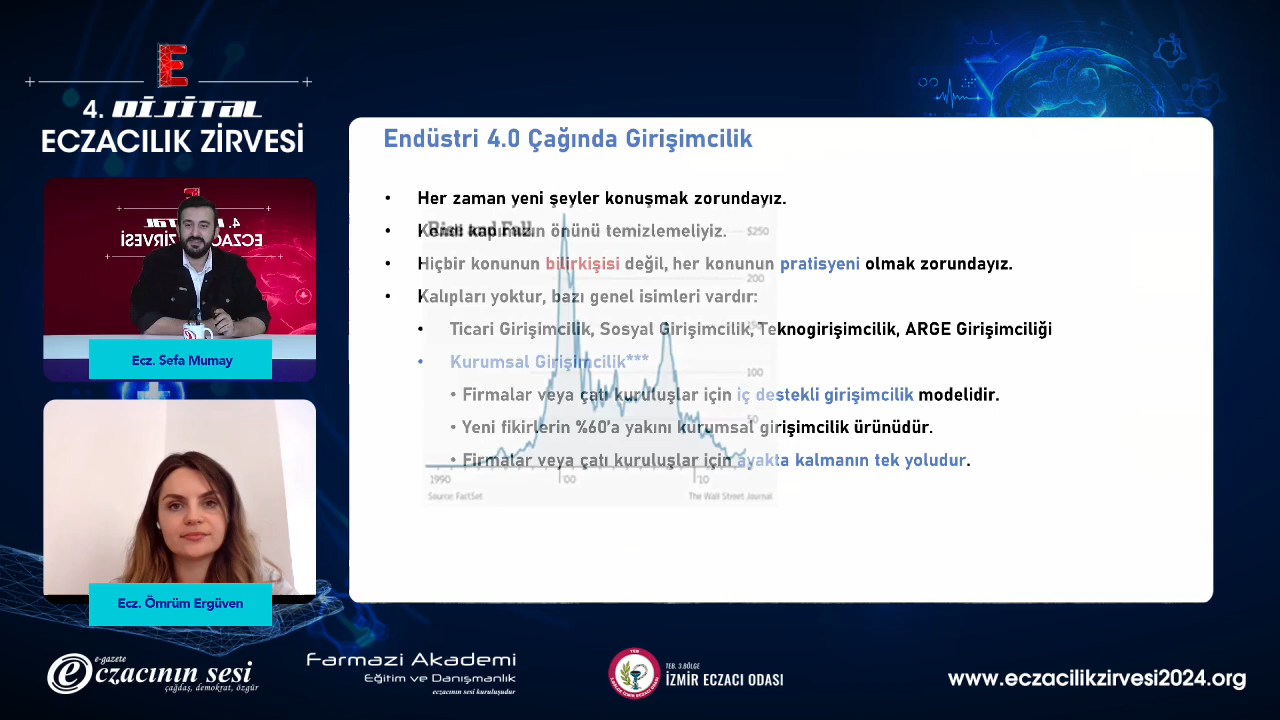 E
4. DİJİTAL
ECZACILIK ZİRVESİ
Ecz. Sefa Mumay
Ecz. Ömrüm Ergüven
Endüstri 4.0 Çağında Girişimcilik
• Her zaman yeni şeyler konuşmak zorundayız.
• Kendi kapımızın önünü temizlemeliyiz.
• Hiçbir konunun bilirkişisi değil, her konunun pratisyeni olmak zorundayız.
• Kalıpları yoktur, bazı genel isimleri vardır:
• Ticari Girişimcilik, Sosyal Girişimcilik, Teknogirişimcilik, ARGE Girişimciliği
• Kurumsal Girişimcilik***
• Firmalar veya çatı kuruluşlar için iç destekli girişimcilik modelidir.
• Yeni fikirlerin %60'a yakını kurumsal girişimcilik ürünüdür.
• Firmalar veya çatı kuruluşlar için ayakta kalmanın tek yoludur.
Rise and Fall
$250
200
100
50
1990 '00 '10
Source: FactSet The Wall Street Journal
e-gazete
eczacının sesi
çağdaş, demokrat, özgür
Farmazi Akademi
Eğitim ve Danışmanlık
eczacının sesi kuruluşudur
TEB. 3.BÖLGE
İZMİR ECZACI ODASI
www.eczacilikzirvesi2024.org